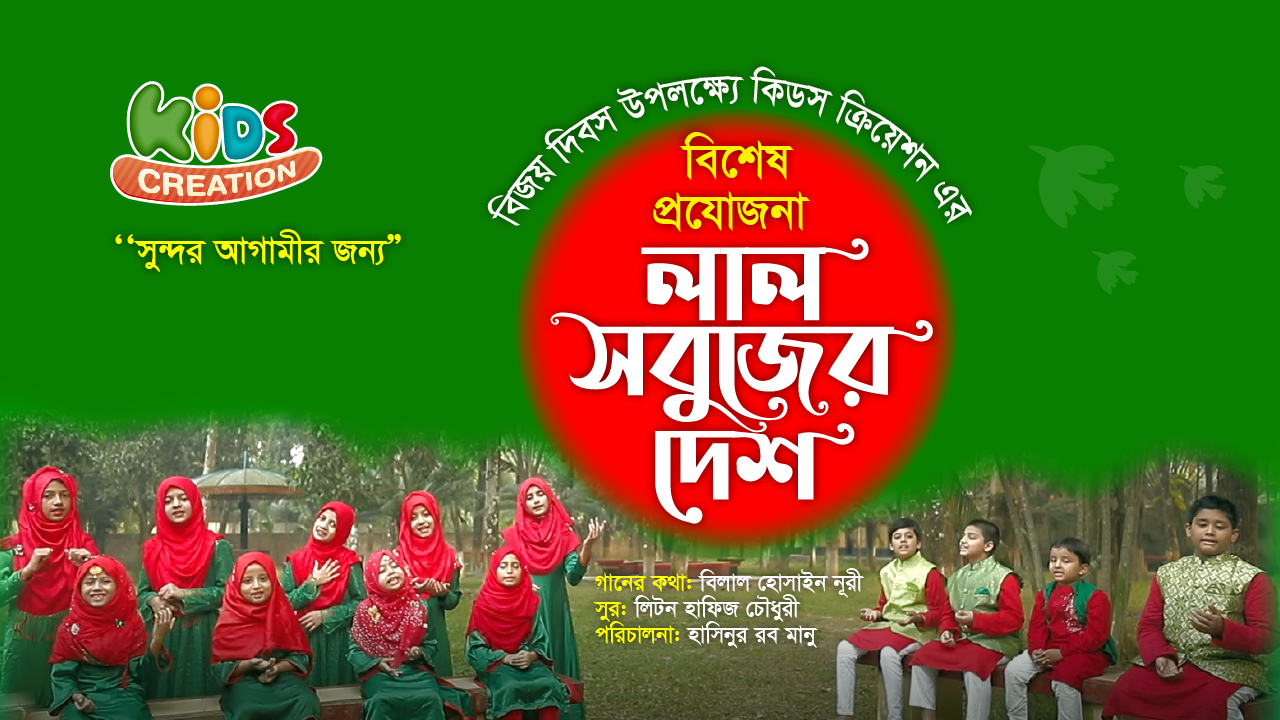 KiDS
CREATION
‘‘সুন্দর আগামীর জন্য”
বিজয় দিবস উপলক্ষ্যে কিডস ক্রিয়েশন এর
বিশেষ
প্রযোজনা
লাল
সবুজের
দেশ
গানের কথা: বিলাল হোসাইন নূরী
সুর: লিটন হাফিজ চৌধুরী
পরিচালনা: হাসিনুর রব মানু